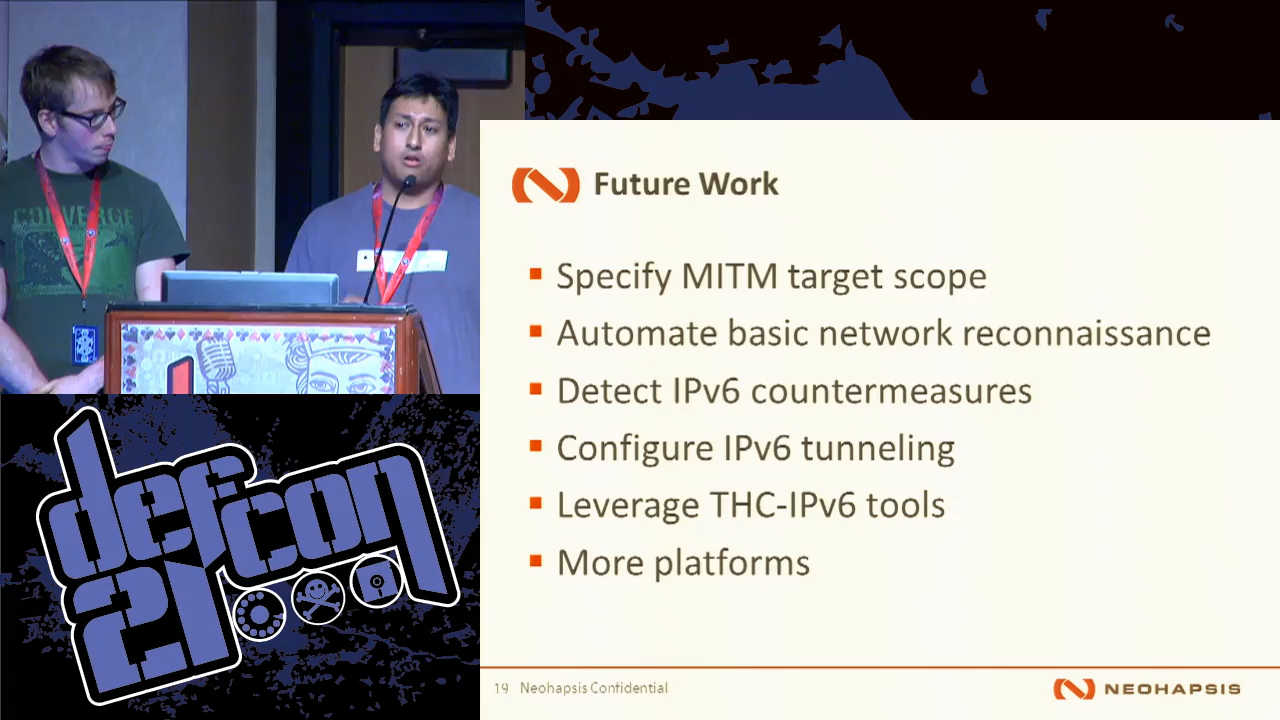 CONVERGE
Future Work
Specify MITM target scope
Automate basic network reconnaissance
Detect IPv6 countermeasures
Configure IPv6 tunneling
Leverage THC-IPv6 tools
More platforms
19 Neohapsis Confidential
NEOHAPSIS
defcon
21